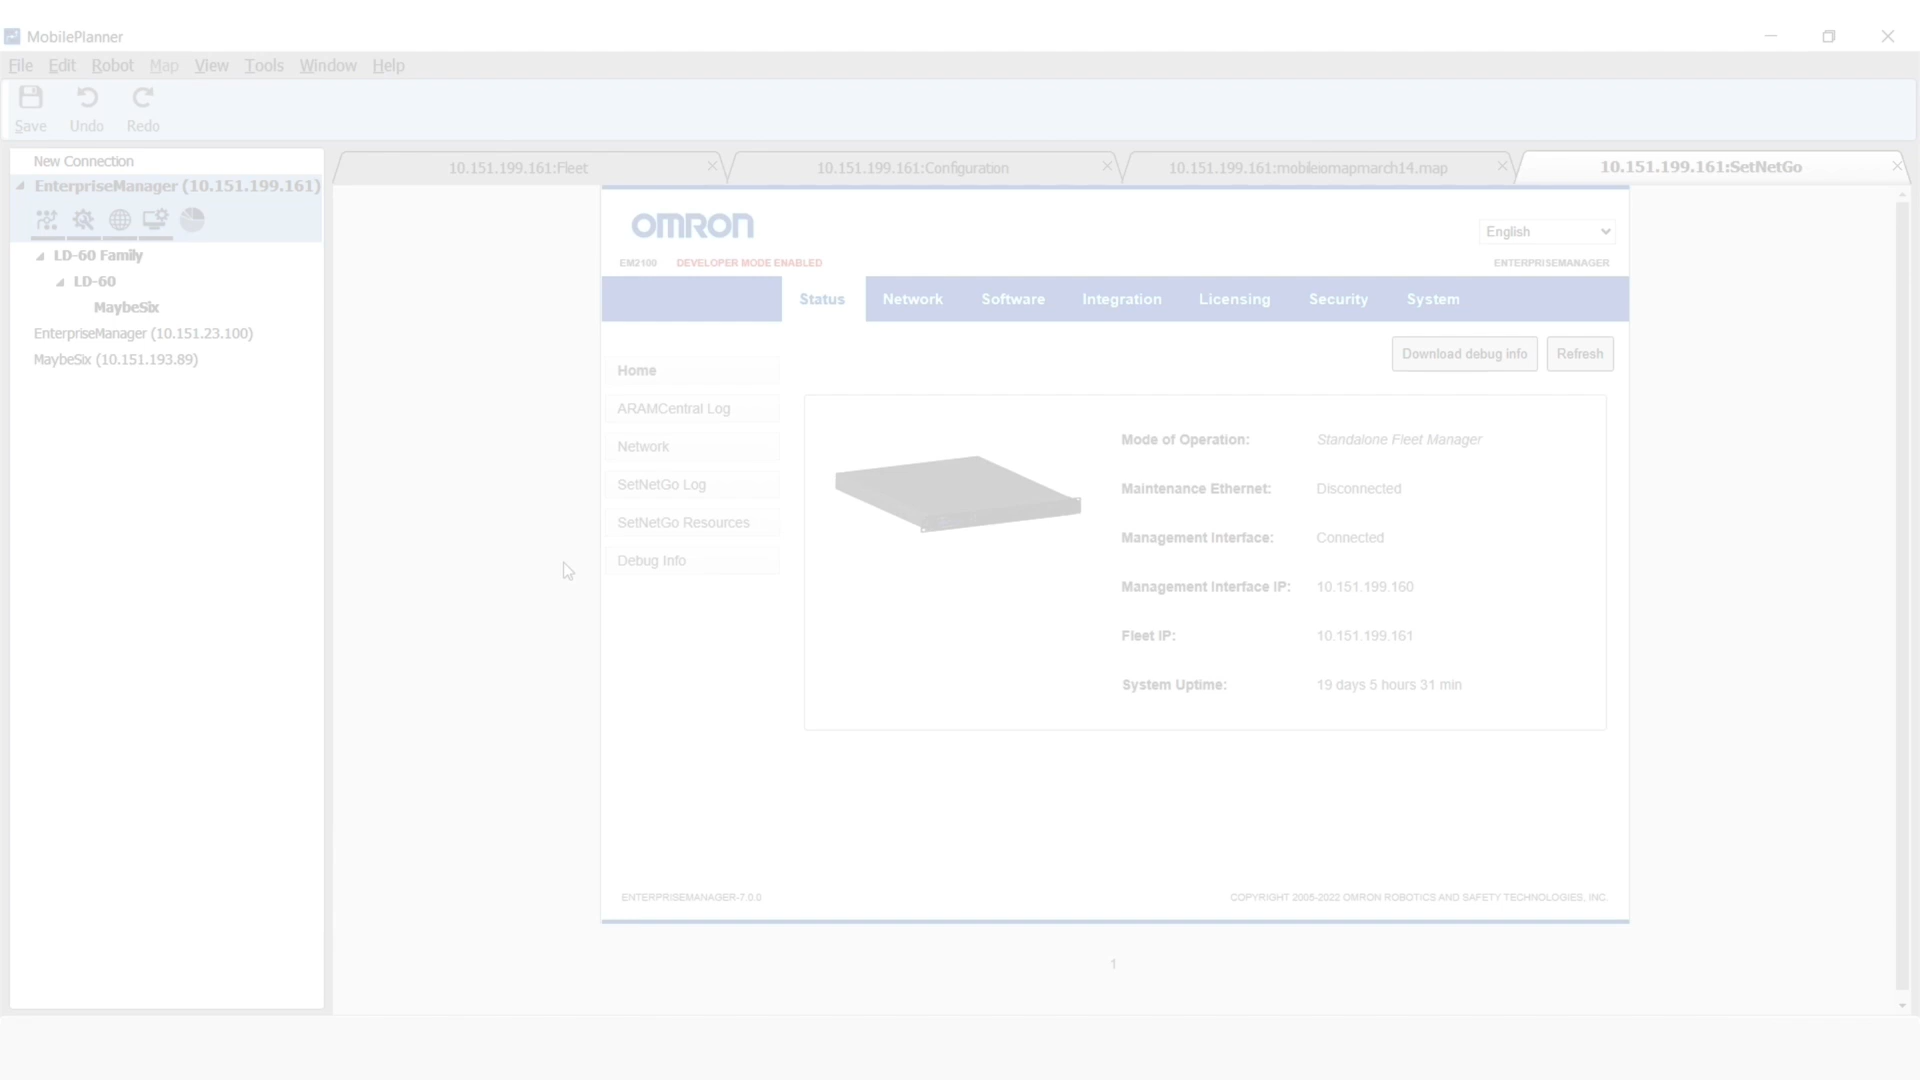 MobilePlanner
File Edit Robot Map View Tools Window Help
Save Undo Redo
New Connection
EnterpriseManager (10.151.199.161)
LD-60 Family
LD-60
MaybeSix
EnterpriseManager (10.151.23.100)
MaybeSix (10.151.193.89)
10.151.199.161:Fleet
10.151.199.161:Configuration
10.151.199.161:mobileiomapmarch14.map
10.151.199.161:SetNetGo
OMRON
English
EM2100 DEVELOPER MODE ENABLED
ENTERPRISEMANAGER
Status Network Software Integration Licensing Security System
Download debug info Refresh
Home
ARAMCentral Log
Network
SetNetGo Log
SetNetGo Resources
Debug Info
Mode of Operation: Standalone Fleet Manager
Maintenance Ethernet: Disconnected
Management Interface: Connected
Management Interface IP: 10.151.199.160
Fleet IP: 10.151.199.161
System Uptime: 19 days 5 hours 31 min
ENTERPRISEMANAGER-7.0.0
COPYRIGHT 2005-2022 OMRON ROBOTICS AND SAFETY TECHNOLOGIES, INC.
1